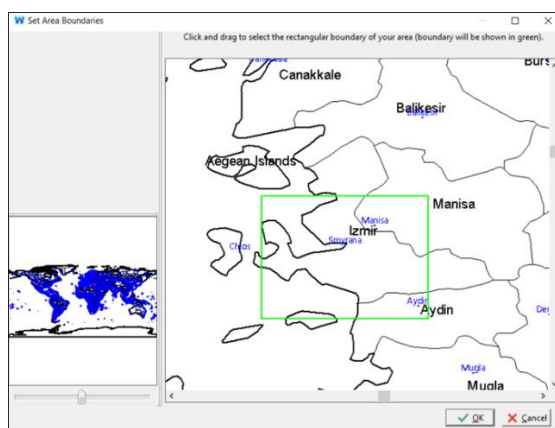 Set Area Boundaries
Click and drag to select the rectangular boundary of your area (boundary will be shown in green).
Canakkale
Balikesir
Balikesir
Aegean Islands
Manisa
Manisa
Izmir
Smyrana
Chios
Aydin
Aydin
Mugla
Mugla
OK
Cancel